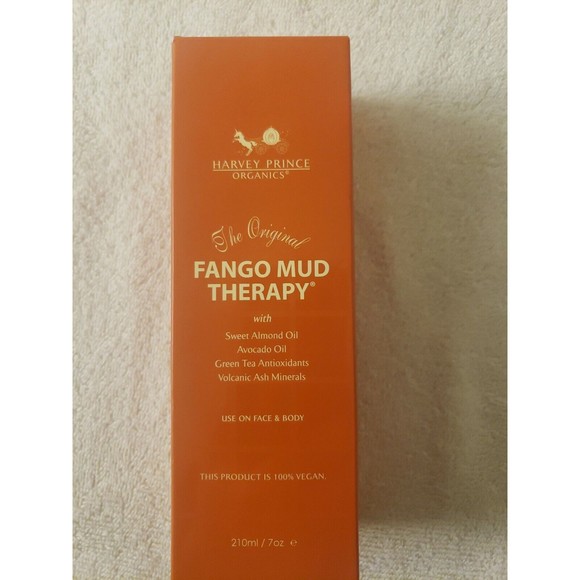 HARVEY PRINCE
ORGANICS®
The Original
FANGO MUD
THERAPY®
with
Sweet Almond Oil
Avocado Oil
Green Tea Antioxidants
Volcanic Ash Minerals
USE ON FACE & BODY
THIS PRODUCT IS 100% VEGAN.
210ml / 7oz ℮